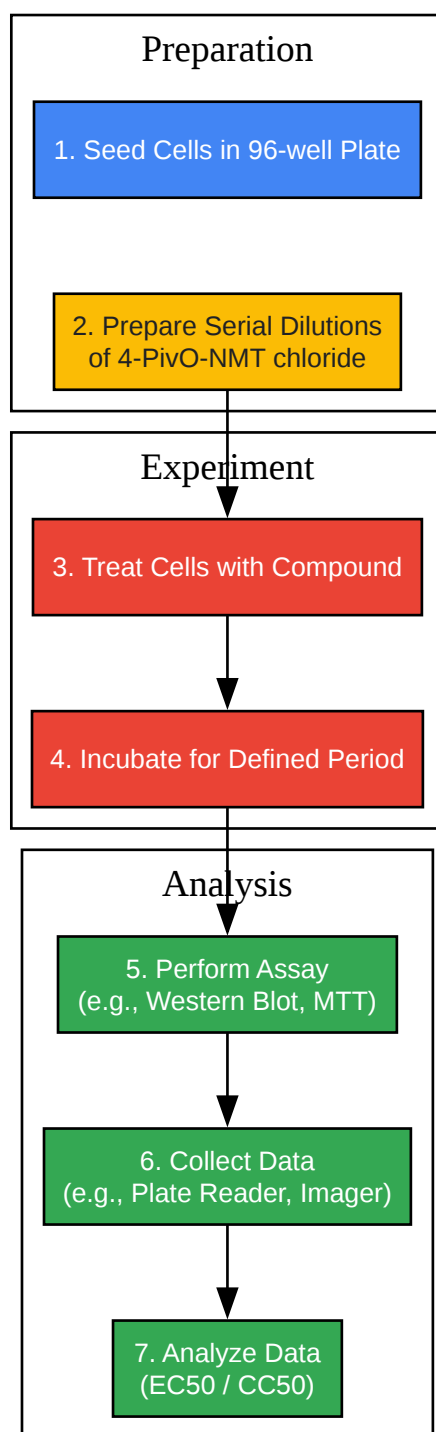 Preparation
1. Seed Cells in 96-well Plate
2. Prepare Serial Dilutions
of 4-PivO-NMT chloride
Experiment
3. Treat Cells with Compound
4. Incubate for Defined Period
Analysis
5. Perform Assay
(e.g., Western Blot, MTT)
6. Collect Data
(e.g., Plate Reader, Imager)
7. Analyze Data
(EC50 / CC50)